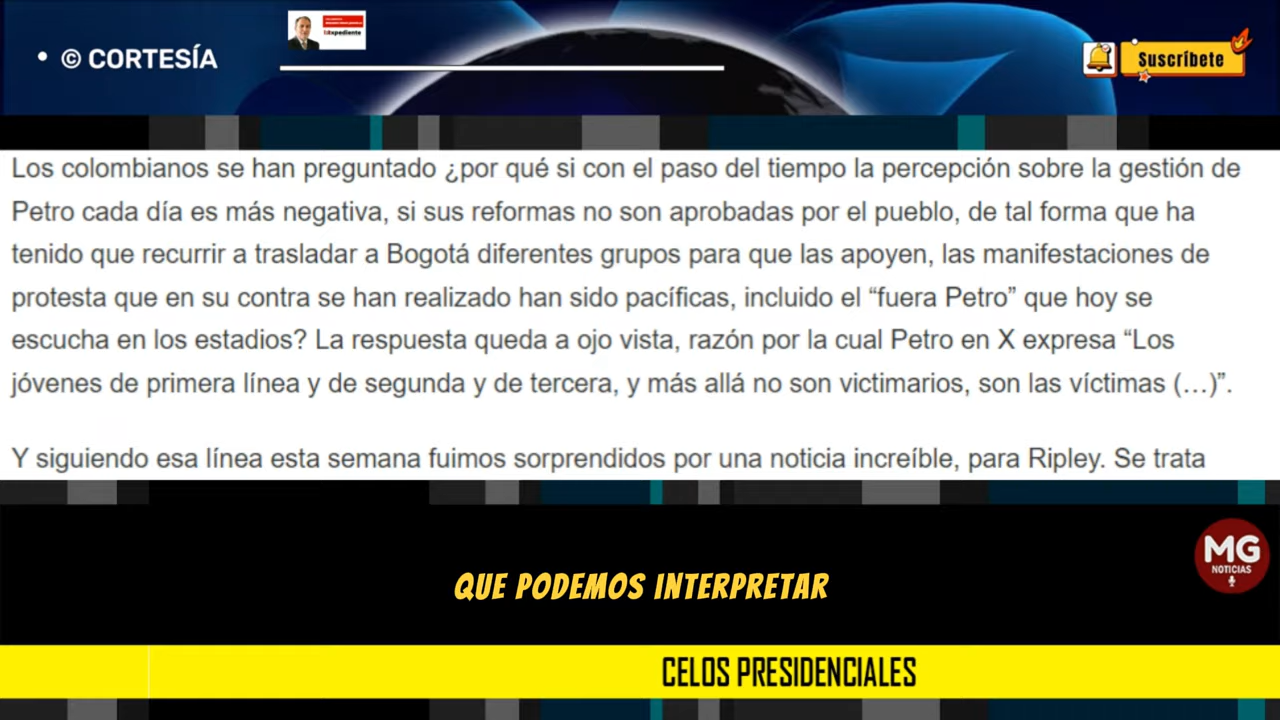 © CORTESÍA
Expediente
Suscríbete
Los colombianos se han preguntado ¿por qué si con el paso del tiempo la percepción sobre la gestión de
Petro cada día es más negativa, si sus reformas no son aprobadas por el pueblo, de tal forma que ha
tenido que recurrir a trasladar a Bogotá diferentes grupos para que las apoyen, las manifestaciones de
protesta que en su contra se han realizado han sido pacíficas, incluido el “fuera Petro” que hoy se
escucha en los estadios? La respuesta queda a ojo vista, razón por la cual Petro en X expresa “Los
jóvenes de primera línea y de segunda y de tercera, y más allá no son victimarios, son las víctimas (…)”.
Y siguiendo esa línea esta semana fuimos sorprendidos por una noticia increíble, para Ripley. Se trata
MG
NOTICIAS
QUE PODEMOS INTERPRETAR
CELOS PRESIDENCIALES